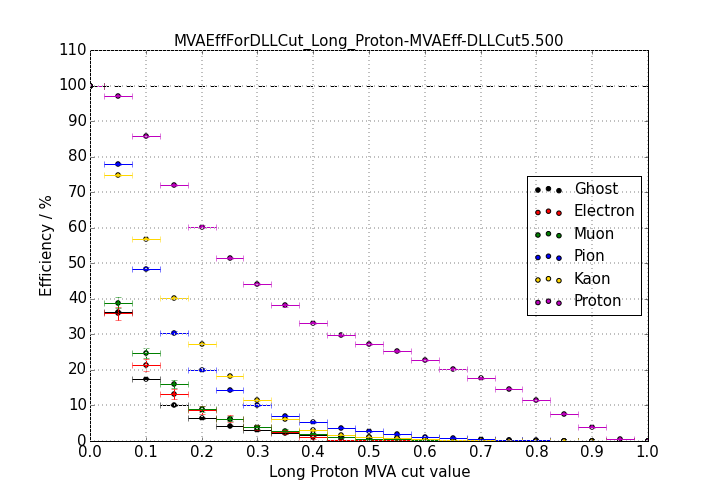 MVAEffForDLLCut_Long_Proton-MVAEff-DLLCut5.500
110
100
90
80
70
60
50
40
30
20
10
0
Efficiency / %
Ghost
Electron
Muon
Pion
Kaon
Proton
0.0 0.1 0.2 0.3 0.4 0.5 0.6 0.7 0.8 0.9 1.0
Long Proton MVA cut value